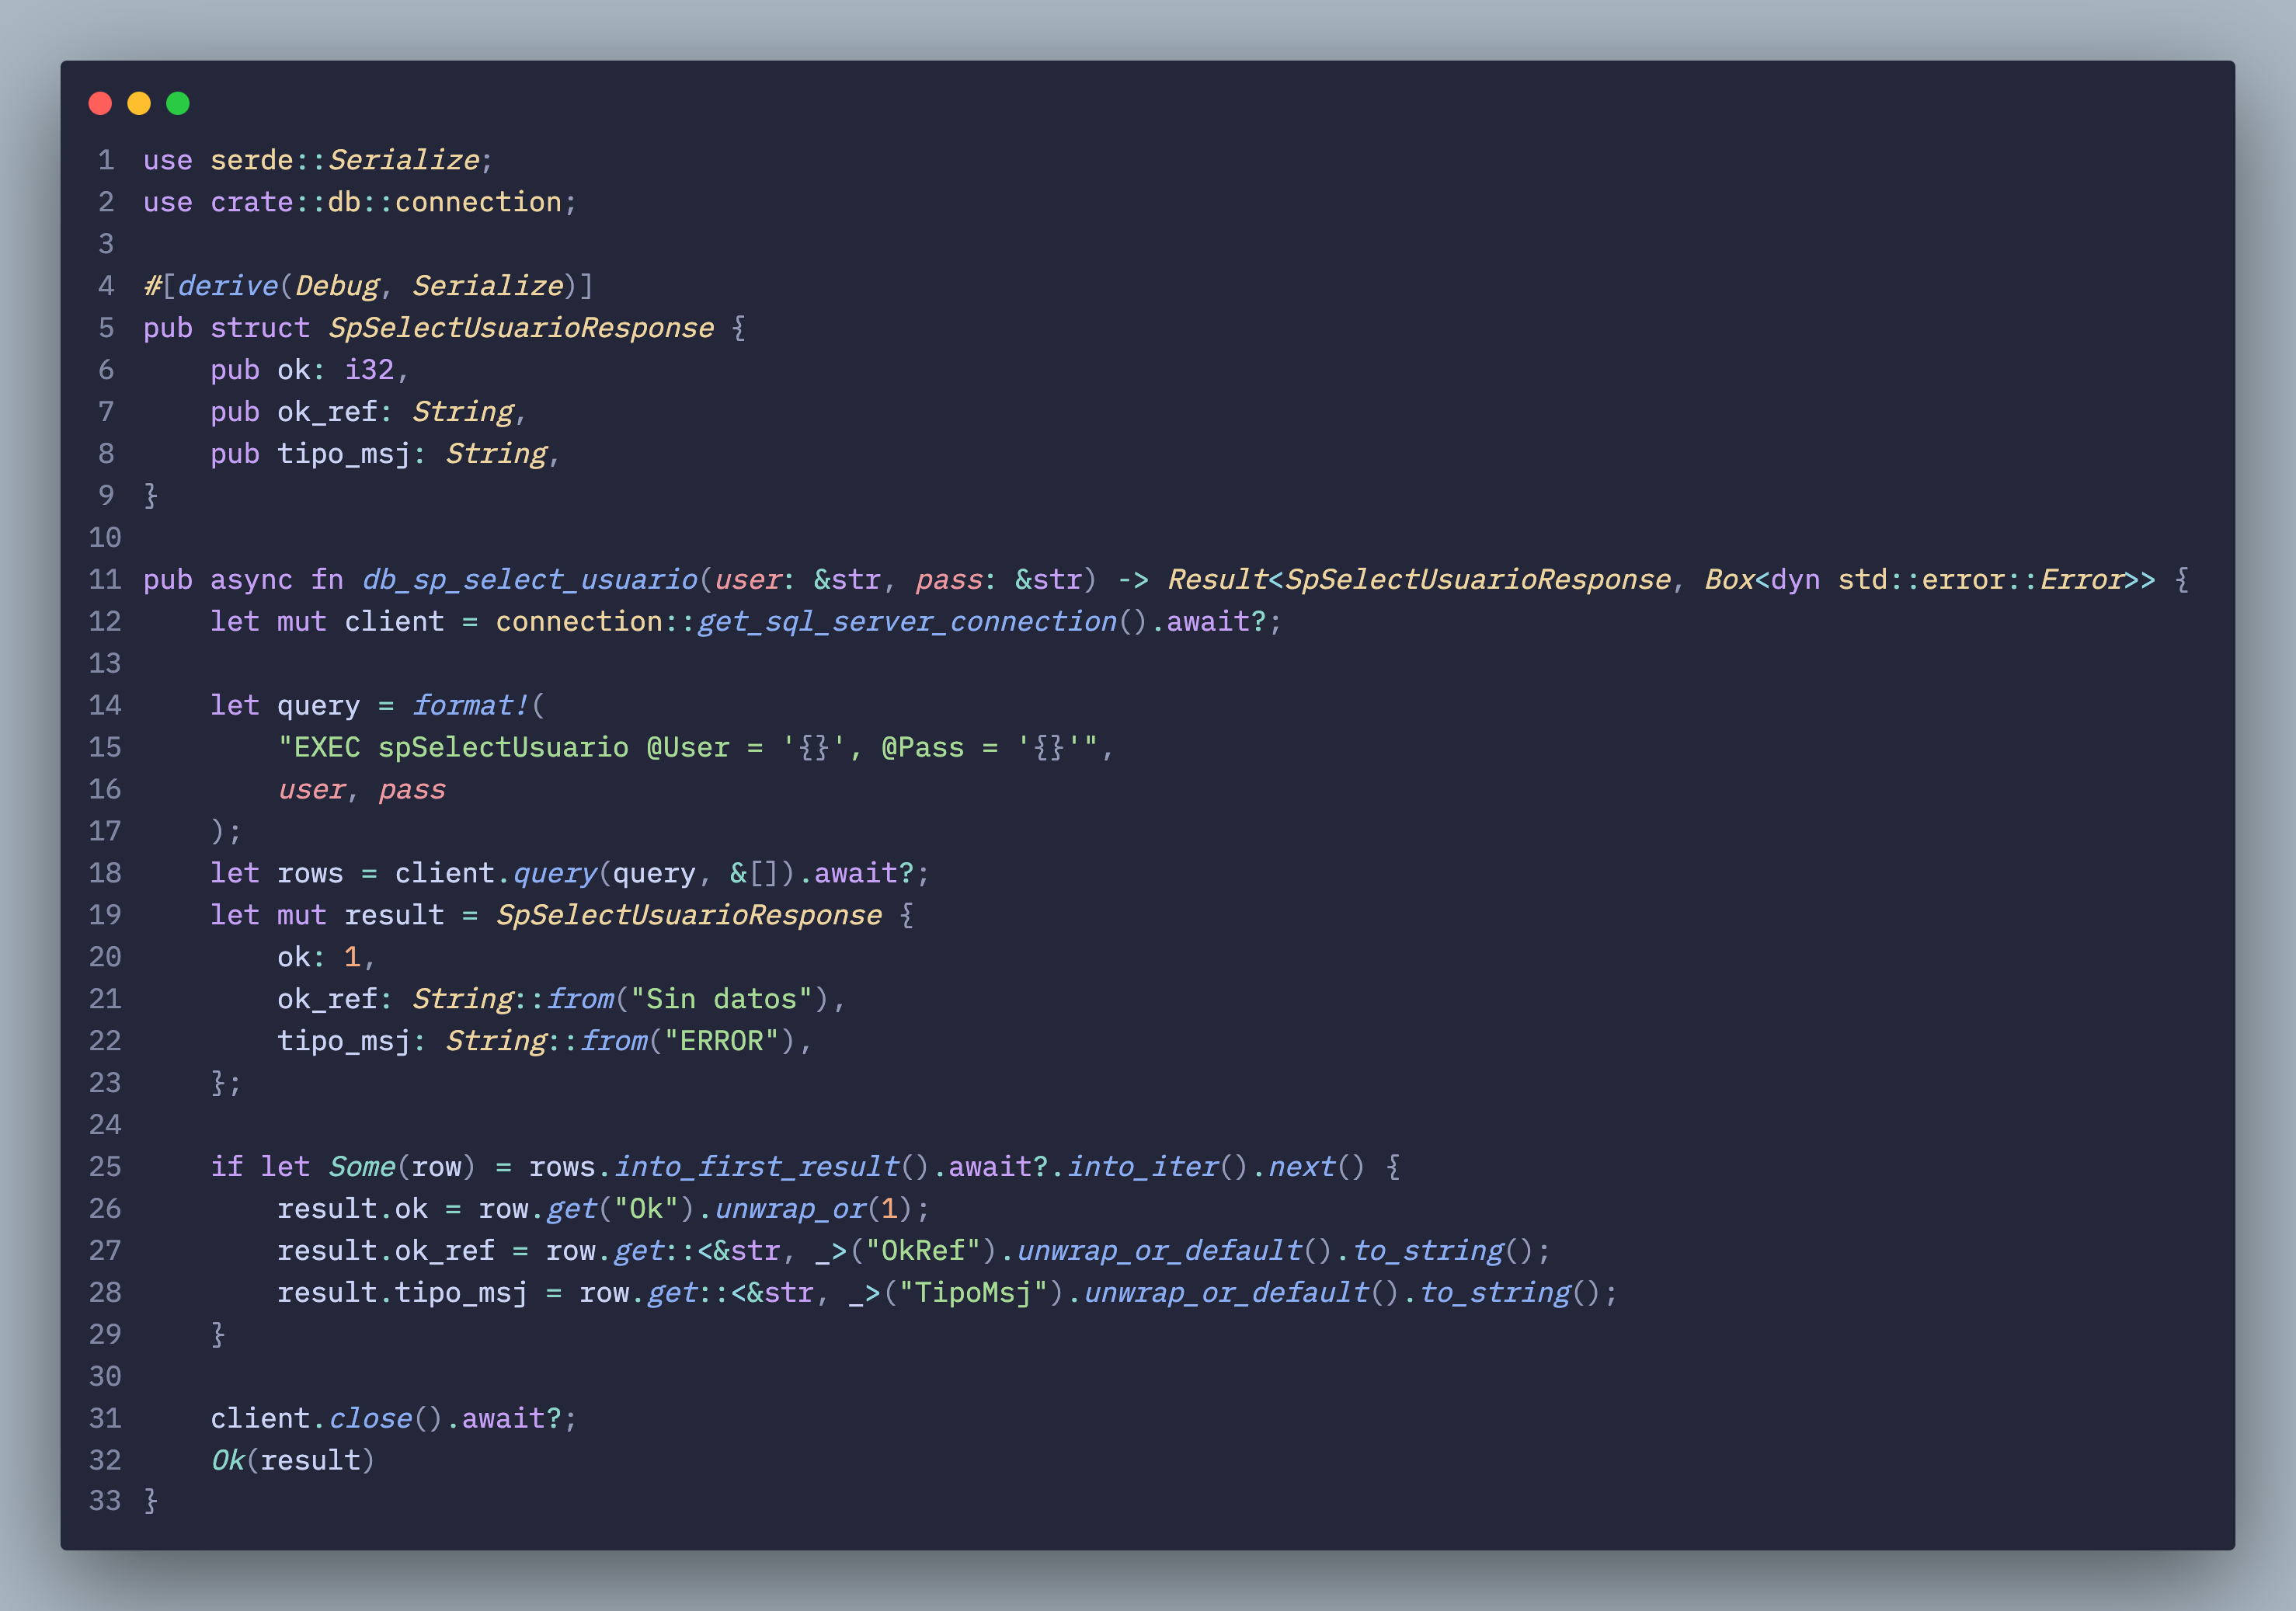 1 use serde::Serialize;
2 use crate::db::connection;
3
4 #[derive(Debug, Serialize)]
5 pub struct SpSelectUsuarioResponse {
6     pub ok: i32,
7     pub ok_ref: String,
8     pub tipo_msj: String,
9 }
10
11 pub async fn db_sp_select_usuario(user: &str, pass: &str) -> Result<SpSelectUsuarioResponse, Box<dyn std::error::Error>> {
12     let mut client = connection::get_sql_server_connection().await?;
13
14     let query = format!(
15         "EXEC spSelectUsuario @User = '{}', @Pass = '{}'",
16         user, pass
17     );
18     let rows = client.query(query, &[]).await?;
19     let mut result = SpSelectUsuarioResponse {
20         ok: 1,
21         ok_ref: String::from("Sin datos"),
22         tipo_msj: String::from("ERROR"),
23     };
24
25     if let Some(row) = rows.into_first_result().await?.into_iter().next() {
26         result.ok = row.get("Ok").unwrap_or(1);
27         result.ok_ref = row.get::<&str, _>("OkRef").unwrap_or_default().to_string();
28         result.tipo_msj = row.get::<&str, _>("TipoMsj").unwrap_or_default().to_string();
29     }
30
31     client.close().await?;
32     Ok(result)
33 }